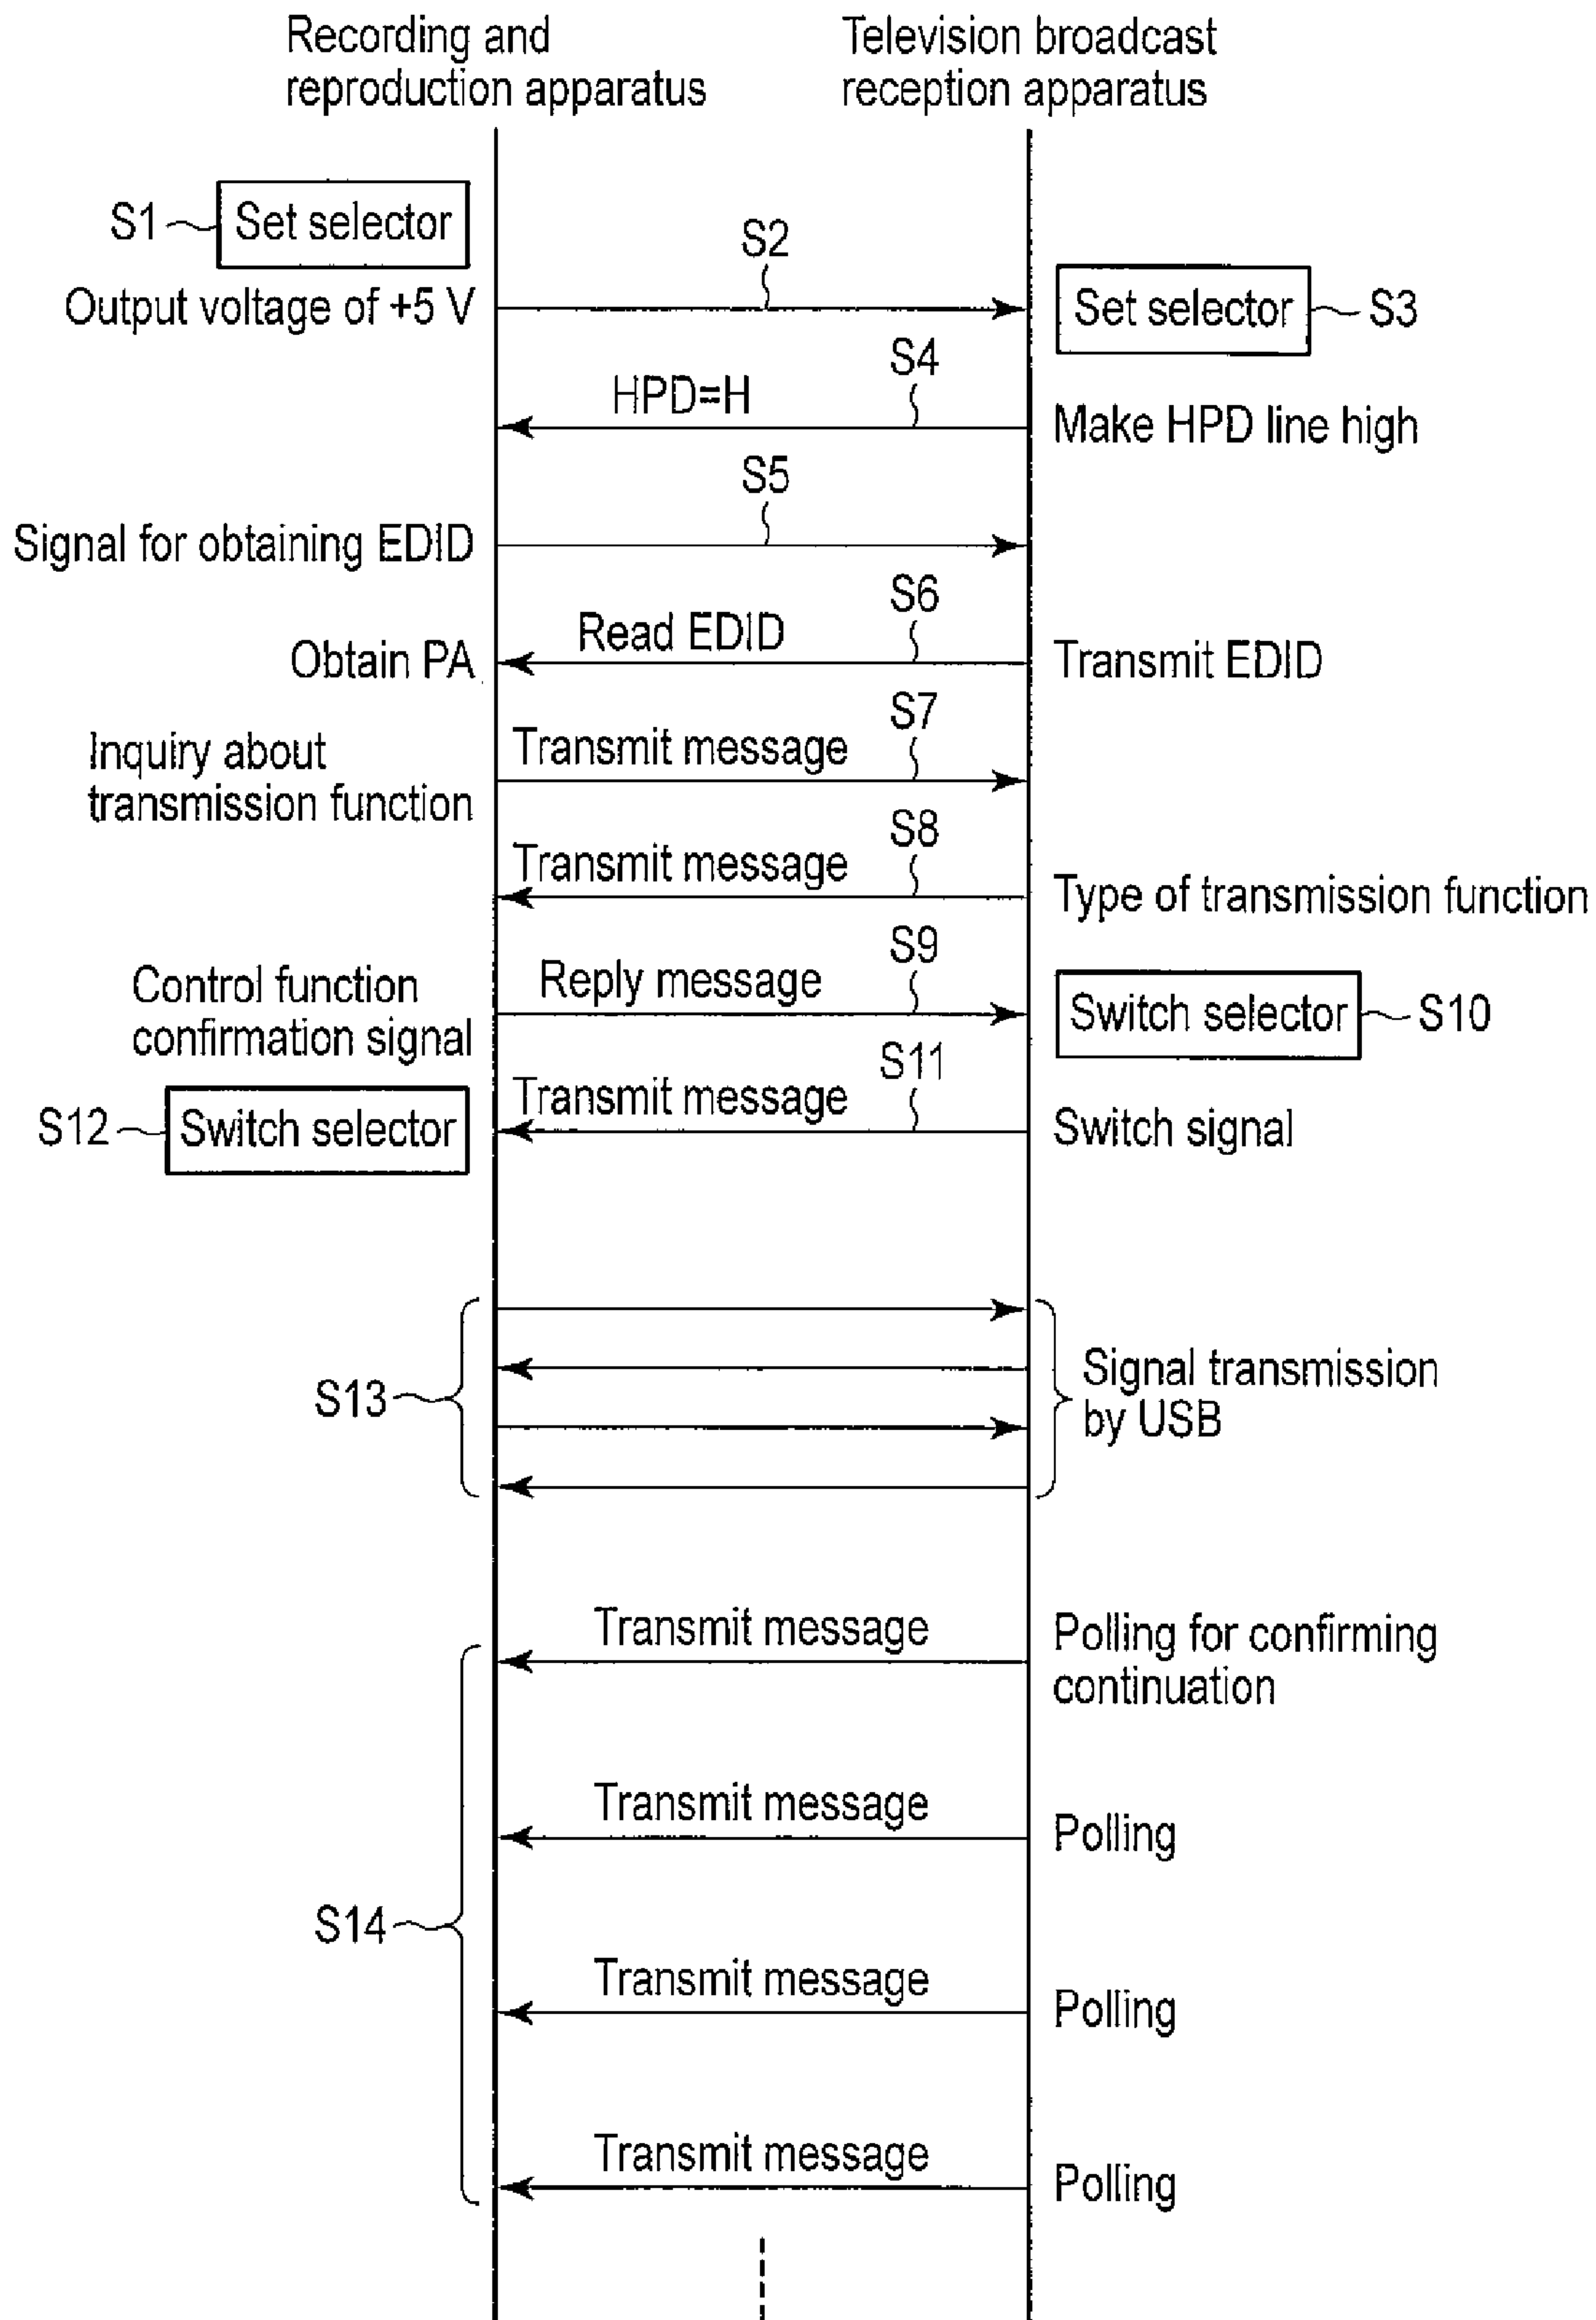 Recording and
reproduction apparatus
Television broadcast
reception apparatus
S1
Set selector
S2
Output voltage of +5 V
Set selector
S3
S4
HPD=H
Make HPD line high
S5
Signal for obtaining EDID
S6
Read EDID
Obtain PA
Transmit EDID
S7
Inquiry about
transmission function
Transmit message
S8
Transmit message
Type of transmission function
S9
Control function
confirmation signal
Reply message
Switch selector
S10
S11
S12
Switch selector
Transmit message
Switch signal
S13
Signal transmission
by USB
Transmit message
Polling for confirming
continuation
Transmit message
Polling
S14
Transmit message
Polling
Transmit message
Polling